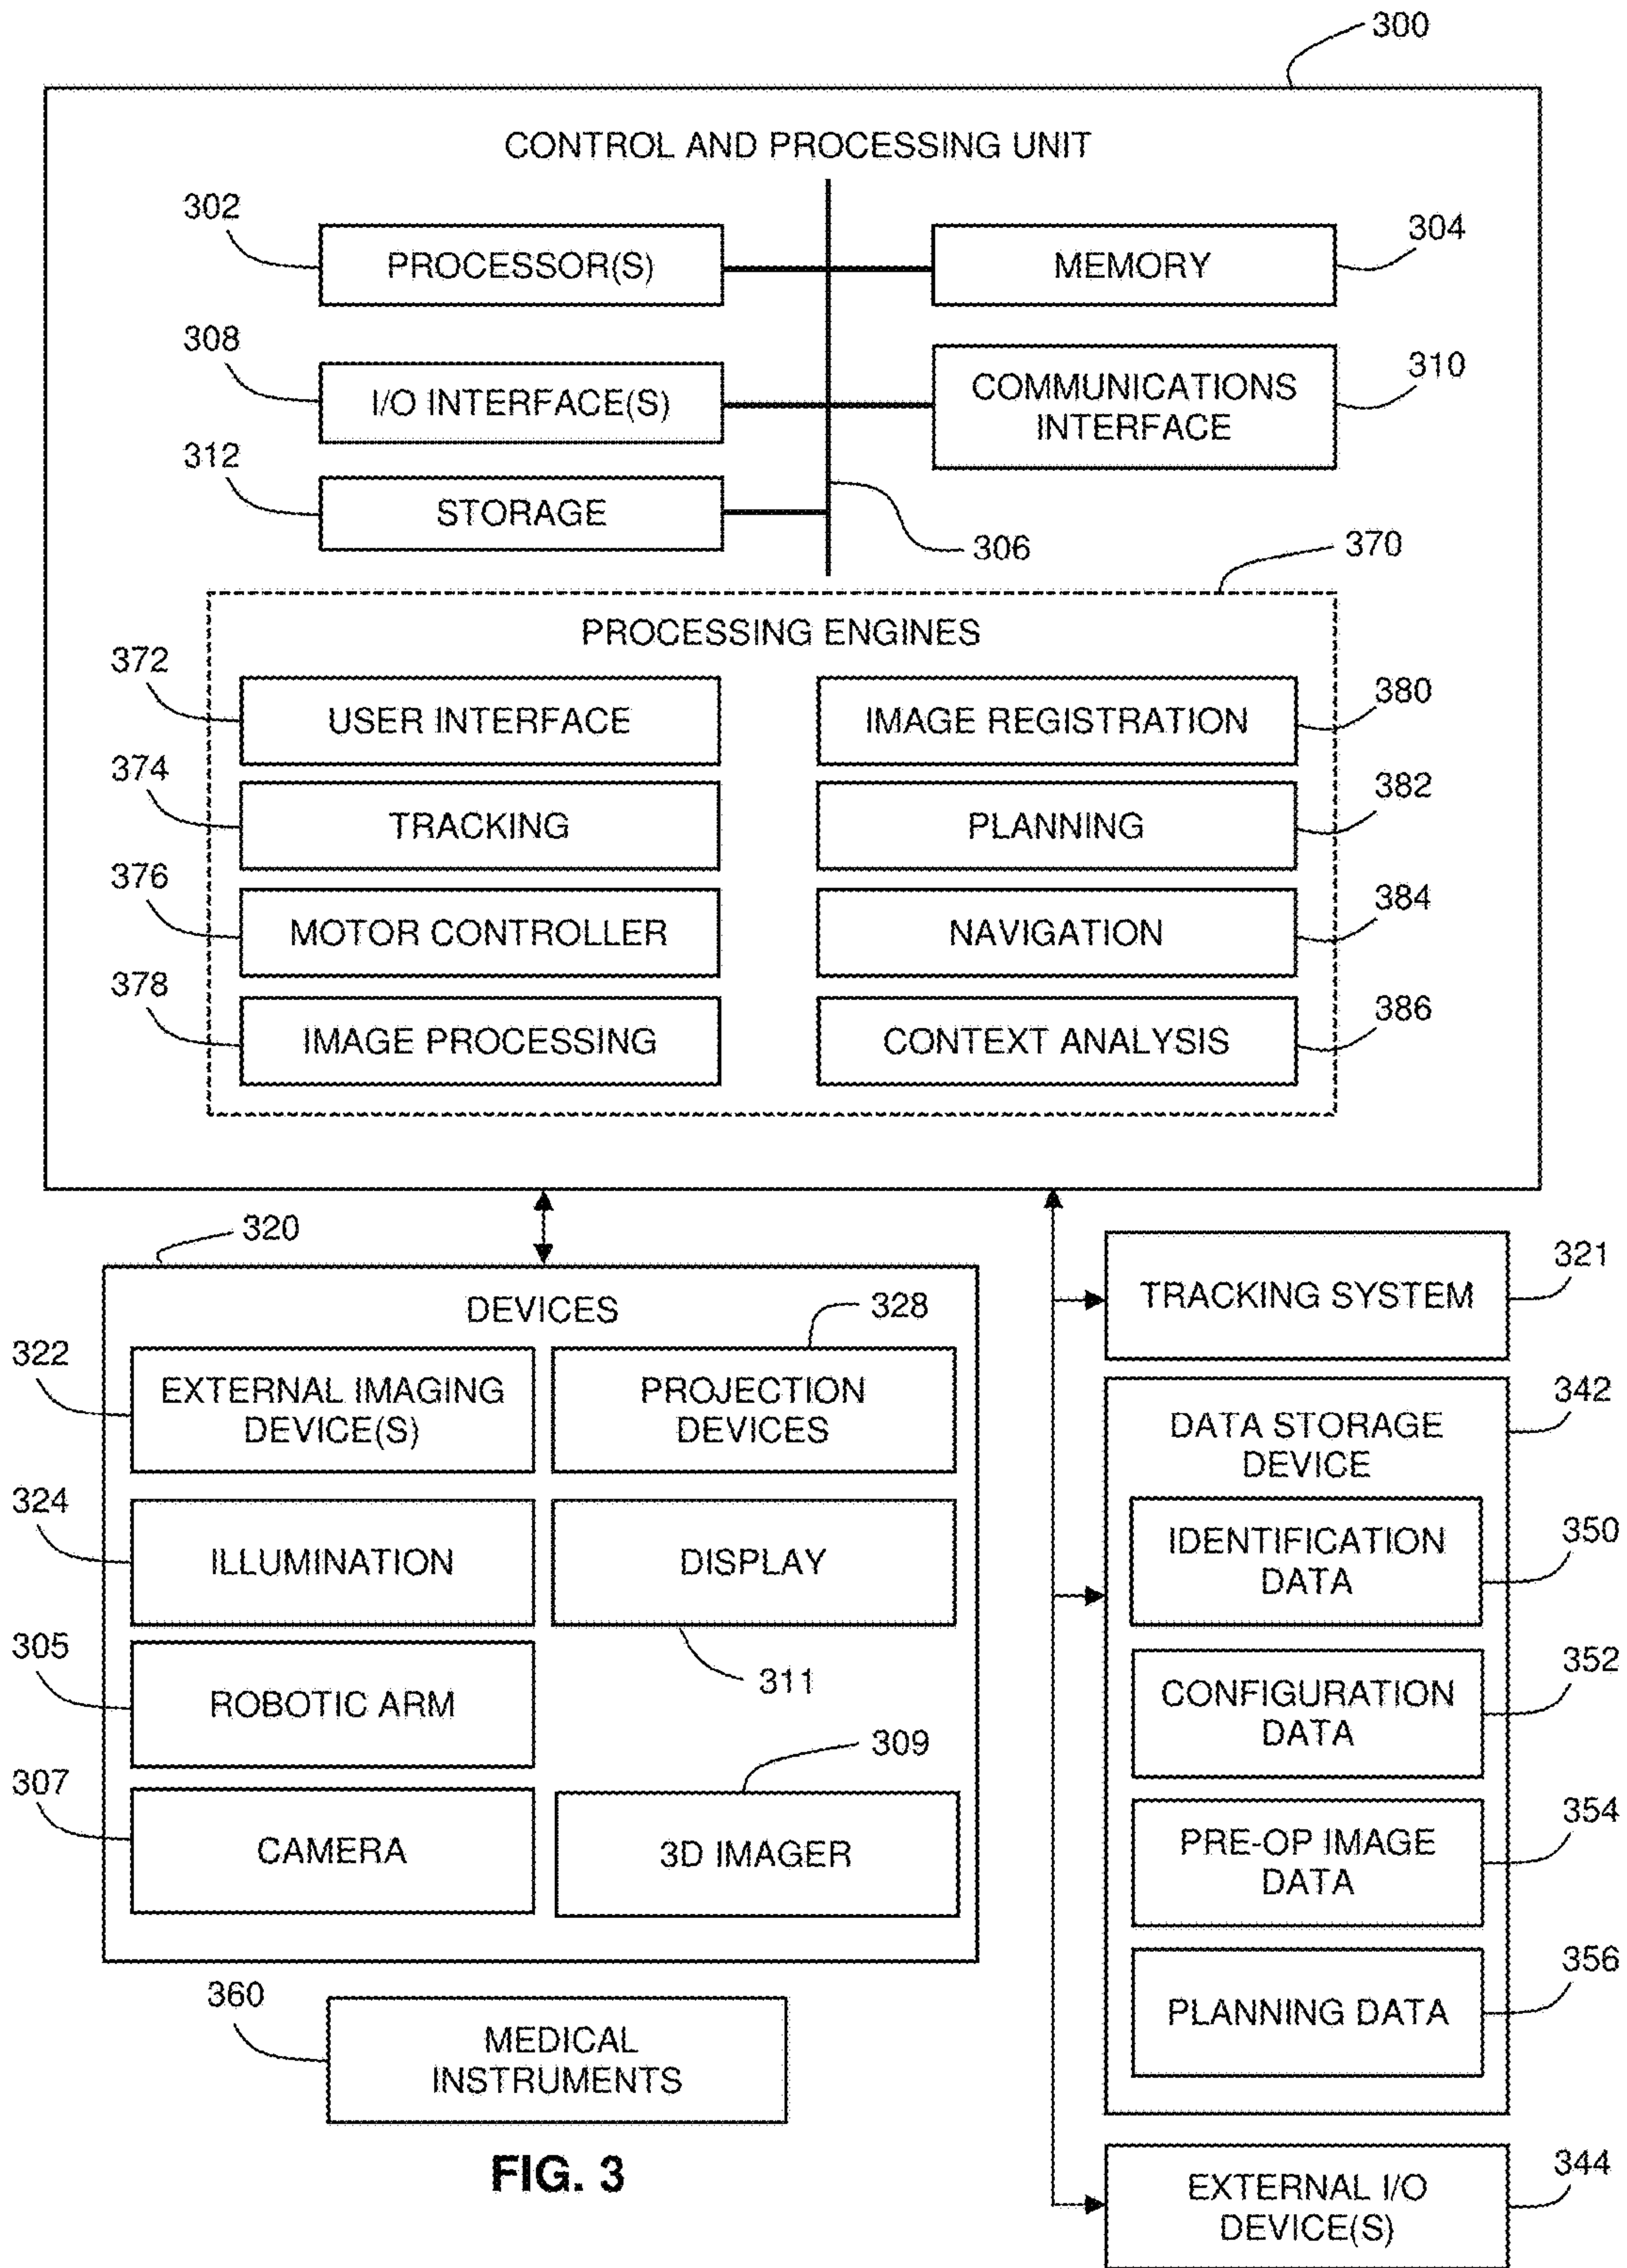 300
CONTROL AND PROCESSING UNIT
302
PROCESSOR(S)
MEMORY
304
308
I/O INTERFACE(S)
COMMUNICATIONS
INTERFACE
310
312
STORAGE
306
370
PROCESSING ENGINES
372
USER INTERFACE
IMAGE REGISTRATION
380
374
TRACKING
PLANNING
382
376
MOTOR CONTROLLER
NAVIGATION
384
378
IMAGE PROCESSING
CONTEXT ANALYSIS
386
320
DEVICES
328
322
EXTERNAL IMAGING
DEVICE(S)
PROJECTION
DEVICES
324
ILLUMINATION
DISPLAY
311
305
ROBOTIC ARM
309
307
CAMERA
3D IMAGER
360
MEDICAL
INSTRUMENTS
321
TRACKING SYSTEM
342
DATA STORAGE
DEVICE
350
IDENTIFICATION
DATA
352
CONFIGURATION
DATA
354
PRE-OP IMAGE
DATA
356
PLANNING DATA
344
EXTERNAL I/O
DEVICE(S)
FIG. 3